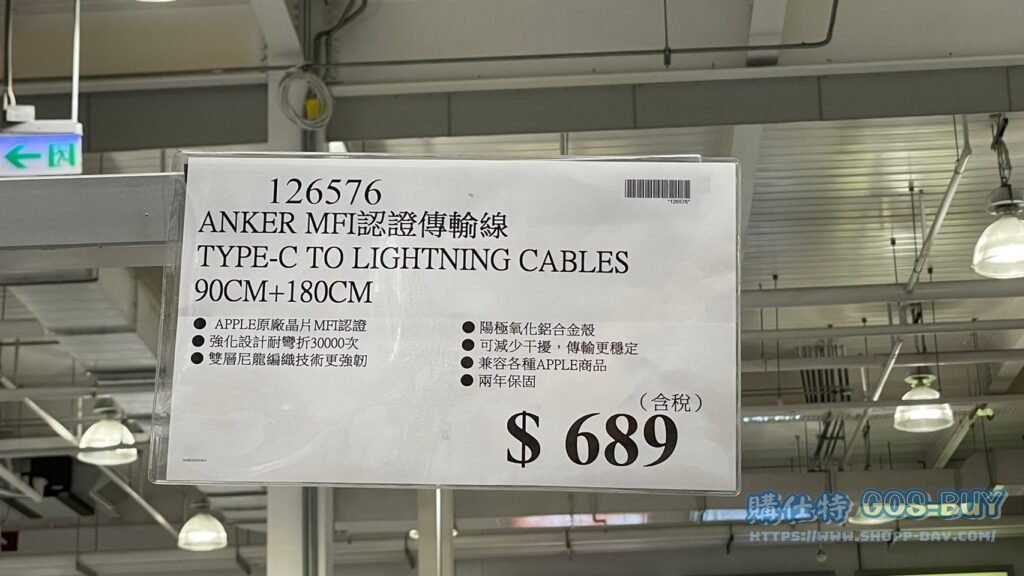 126576
*126576*
ANKER MFI認證傳輸線
TYPE-C TO LIGHTNING CABLES
90CM+180CM
● APPLE原廠晶片MFI認證
● 強化設計耐彎折30000次
● 雙層尼龍編織技術更強韌
● 陽極氧化鋁合金殼
● 可減少干擾，傳輸更穩定
● 兼容各種APPLE商品
● 兩年保固
（含稅）
$ 689
購仕特 COS-BUY
HTTPS://WWW.SHOPP-DAY.COM/